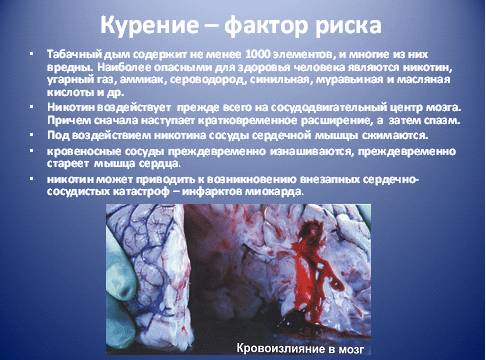 Курение – фактор риска
• Табачный дым содержит не менее 1000 элементов, и многие из них
вредны. Наиболее опасными для здоровья человека являются никотин,
угарный газ, аммиак, сероводород, синильная, муравьиная и масляная
кислоты и др.
• Никотин воздействует прежде всего на сосудодвигательный центр мозга.
Причем сначала наступает кратковременное расширение, а затем спазм.
• Под воздействием никотина сосуды сердечной мышцы сжимаются.
• кровеносные сосуды преждевременно изнашиваются, преждевременно
стареет мышца сердца.
• никотин может приводить к возникновению внезапных сердечно-
сосудистых катастроф – инфарктов миокарда.
Кровоизлияние в мозг